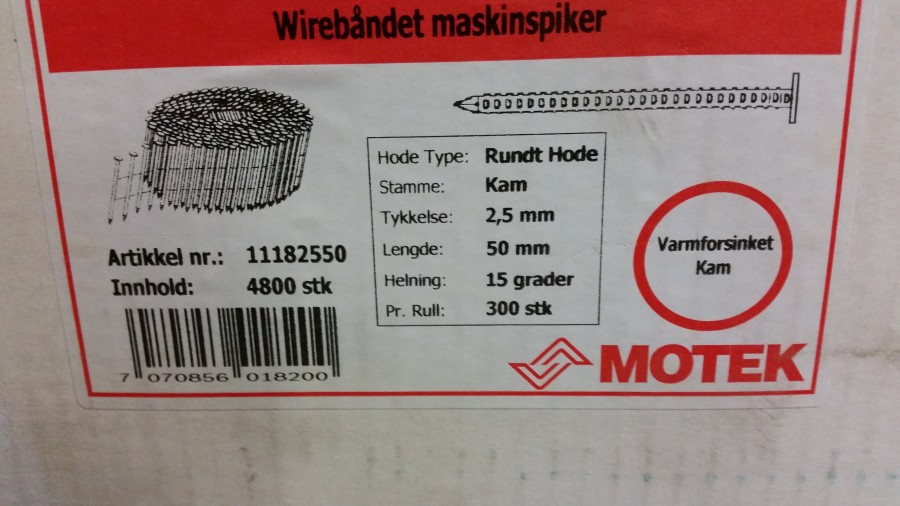 Wirebåndet maskinspiker
Hode Type: Rundt Hode
Stamme: Kam
Tykkelse: 2,5 mm
Lengde: 50 mm
Helning: 15 grader
Pr. Rull: 300 stk
Artikkel nr.: 11182550
Innhold: 4800 stk
7 070856 018200
Varmforsinket
Kam
MOTEK